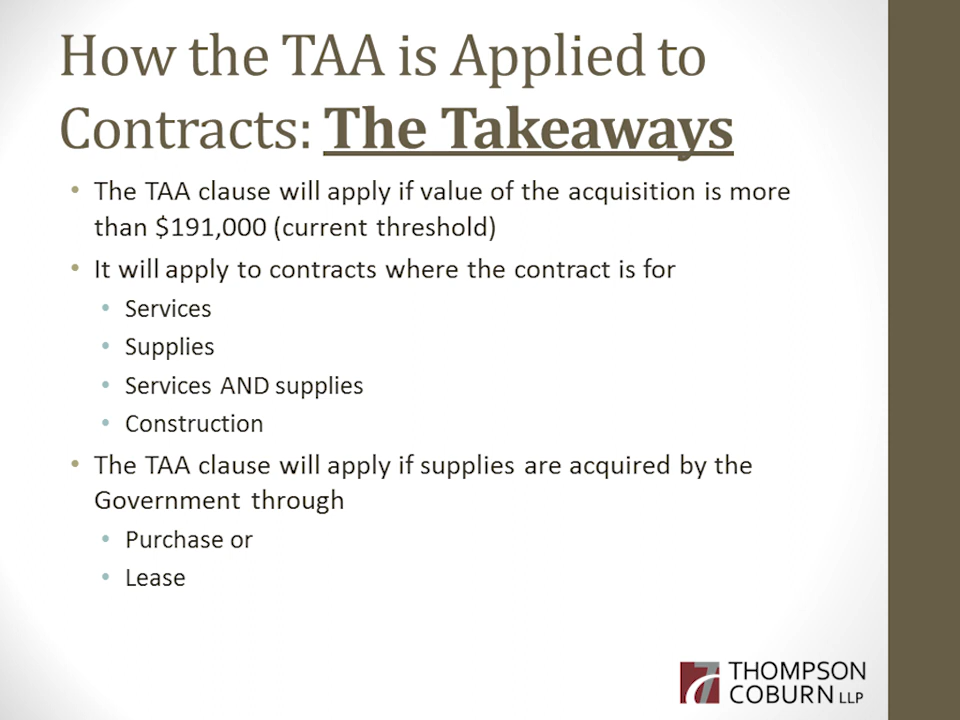 How the TAA is Applied to
Contracts: The Takeaways
• The TAA clause will apply if value of the acquisition is more
than $191,000 (current threshold)
• It will apply to contracts where the contract is for
• Services
• Supplies
• Services AND supplies
• Construction
• The TAA clause will apply if supplies are acquired by the
Government through
• Purchase or
• Lease
THOMPSON
COBURN LLP